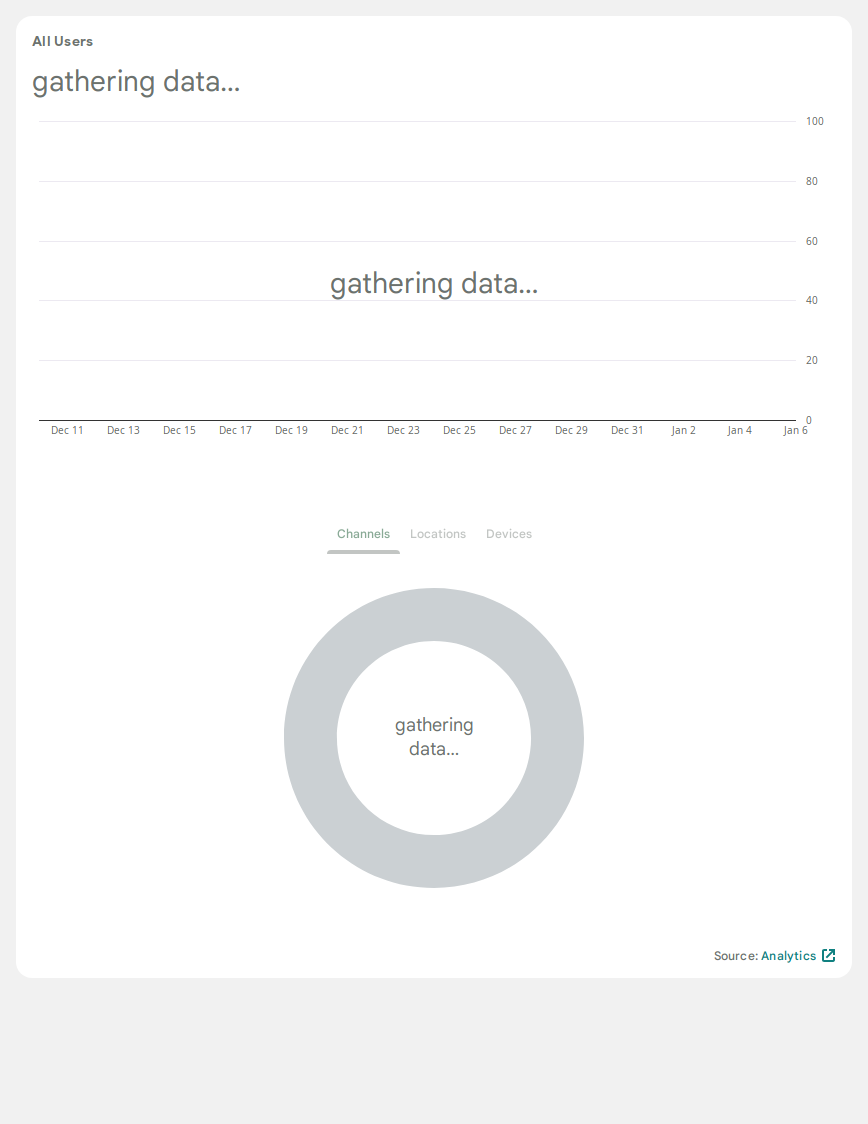 All Users
gathering data...
100
80
60
gathering data...
40
20
0
Dec 11 Dec 13 Dec 15 Dec 17 Dec 19 Dec 21 Dec 23 Dec 25 Dec 27 Dec 29 Dec 31 Jan 2 Jan 4 Jan 6
Channels Locations Devices
gathering
data...
Source: Analytics